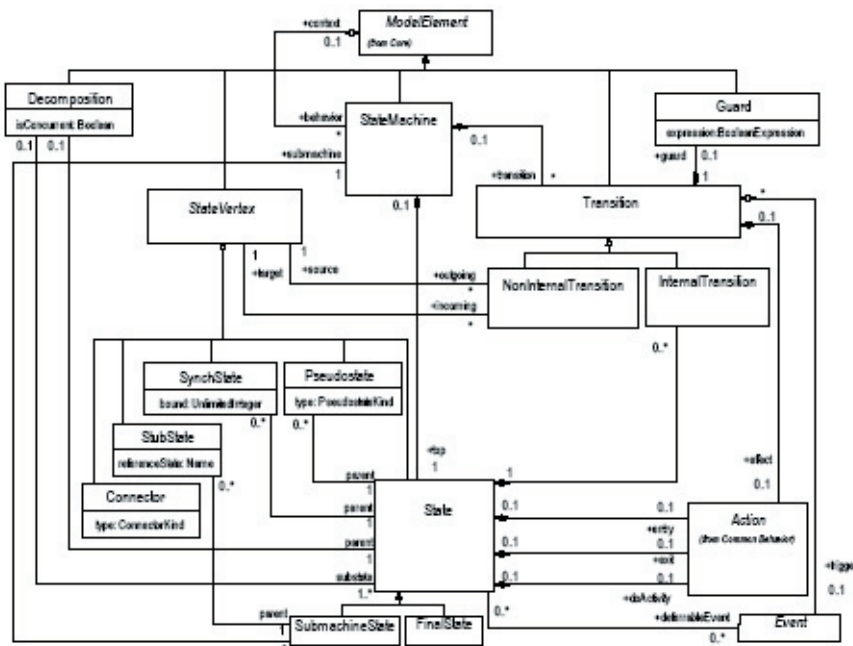 +context
ModelElement
(from Core)
0..1
Decomposition
isConcurrent: Boolean
0..1 0..1
+behavior
*
StateMachine
+submachine
1
0..1
0..1
Guard
expression:BooleanExpression
+guard 0..1
1
+transition *
Transition
*
0..1
StateVertex
1 1
+target +source
+outgoing
*
+incoming
*
NonInternalTransition
InternalTransition
0..*
SynchState
bound: UnlimitedInteger
0..*
Pseudostate
type: PseudostateKind
0..*
StubState
referenceState: Name
0..*
Connector
type: ConnectorKind
+top
1
parent
1
parent
1
parent
1
substate
1..*
State
1
0..1
0..1
0..1
0..*
+effect
0..1
0..1
+entry
0..1
+exit
0..1
+doActivity
Action
(from Common Behavior)
+deferrableEvent
0..*
0..1
Event
parent
1
SubmachineState
FinalState